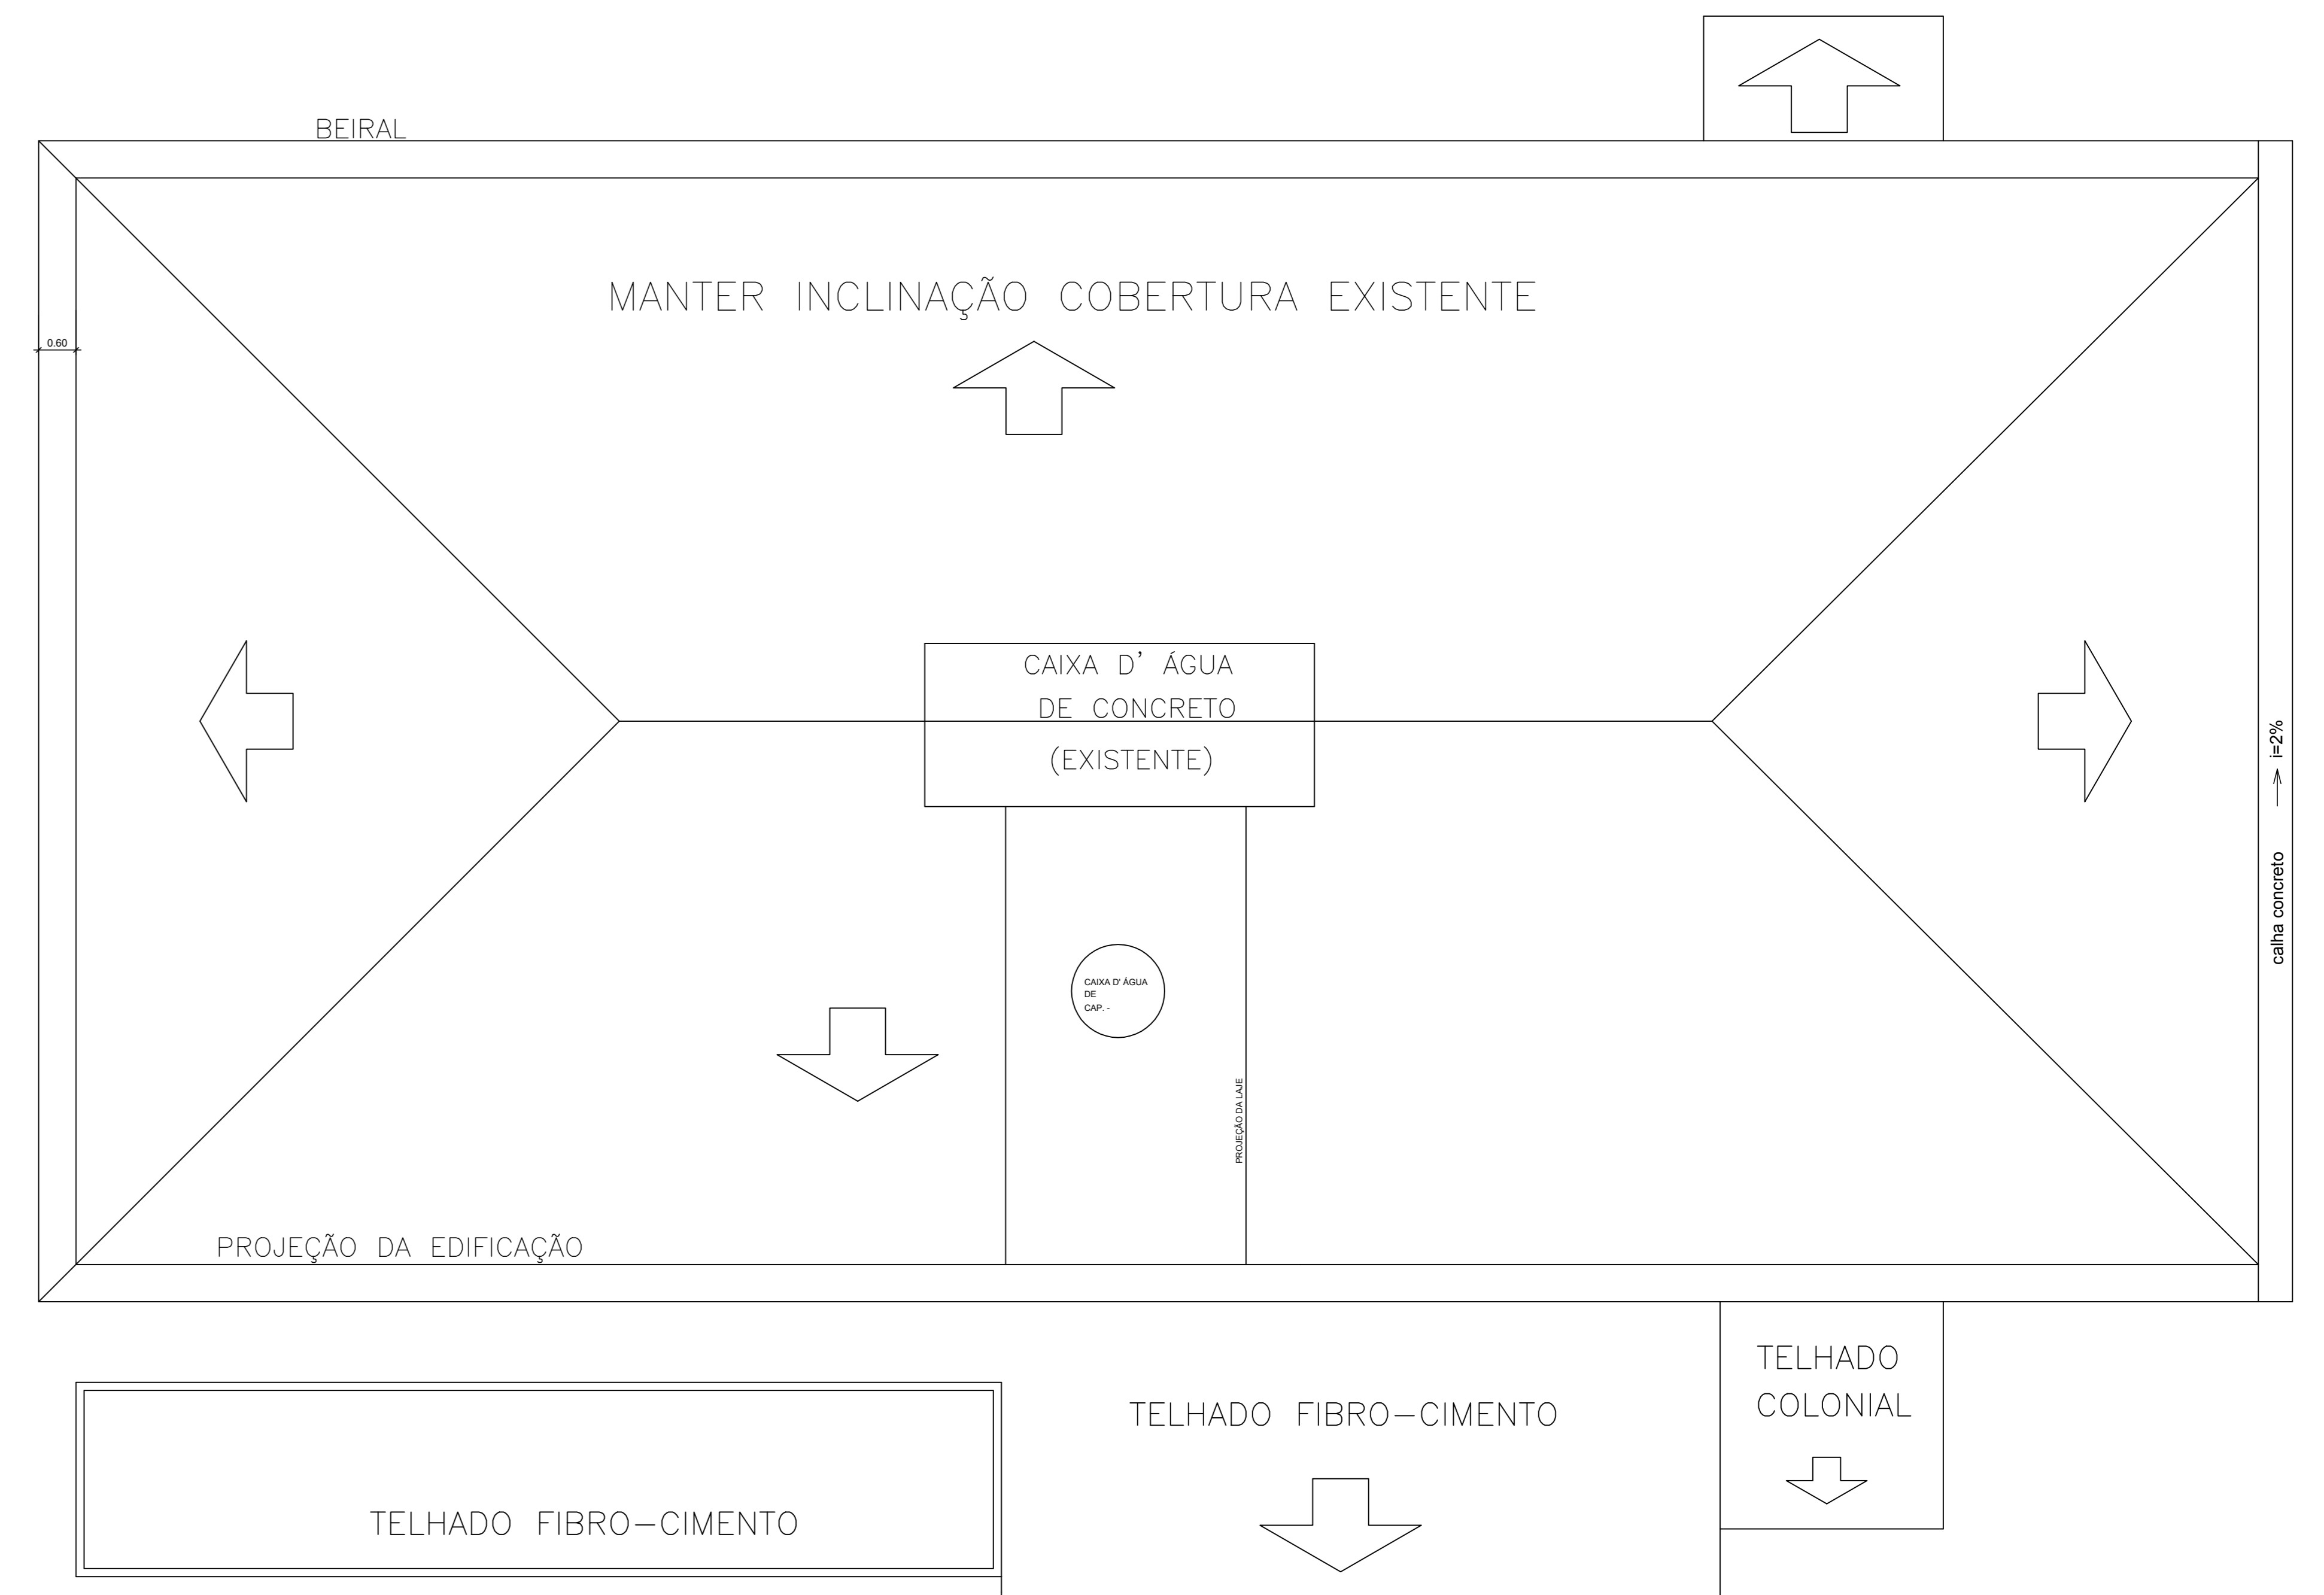 BEIRAL
MANTER INCLINAÇÃO COBERTURA EXISTENTE
0.60
CAIXA D' ÁGUA
DE CONCRETO
(EXISTENTE)
calha concreto
i=2%
CAIXA D' ÁGUA
DE
CAP. -
PROJEÇÃO DA LAJE
PROJEÇÃO DA EDIFICAÇÃO
TELHADO
COLONIAL
TELHADO FIBRO-CIMENTO
TELHADO FIBRO-CIMENTO